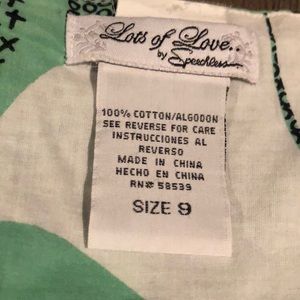 Lots of Love..
by Speechless
100% COTTON/ALGODON
SEE REVERSE FOR CARE
INSTRUCCIONES AL
REVERSO
MADE IN CHINA
HECHO EN CHINA
RN# 58539
SIZE 9